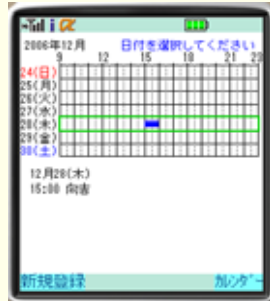 i α
2006年12月 日付を選択してください
9 12 15 18 21 23
24(日)
25(月)
26(火)
27(水)
28(木)
29(金)
30(土)
12月28(木)
15:00
新規登録 カレンダー